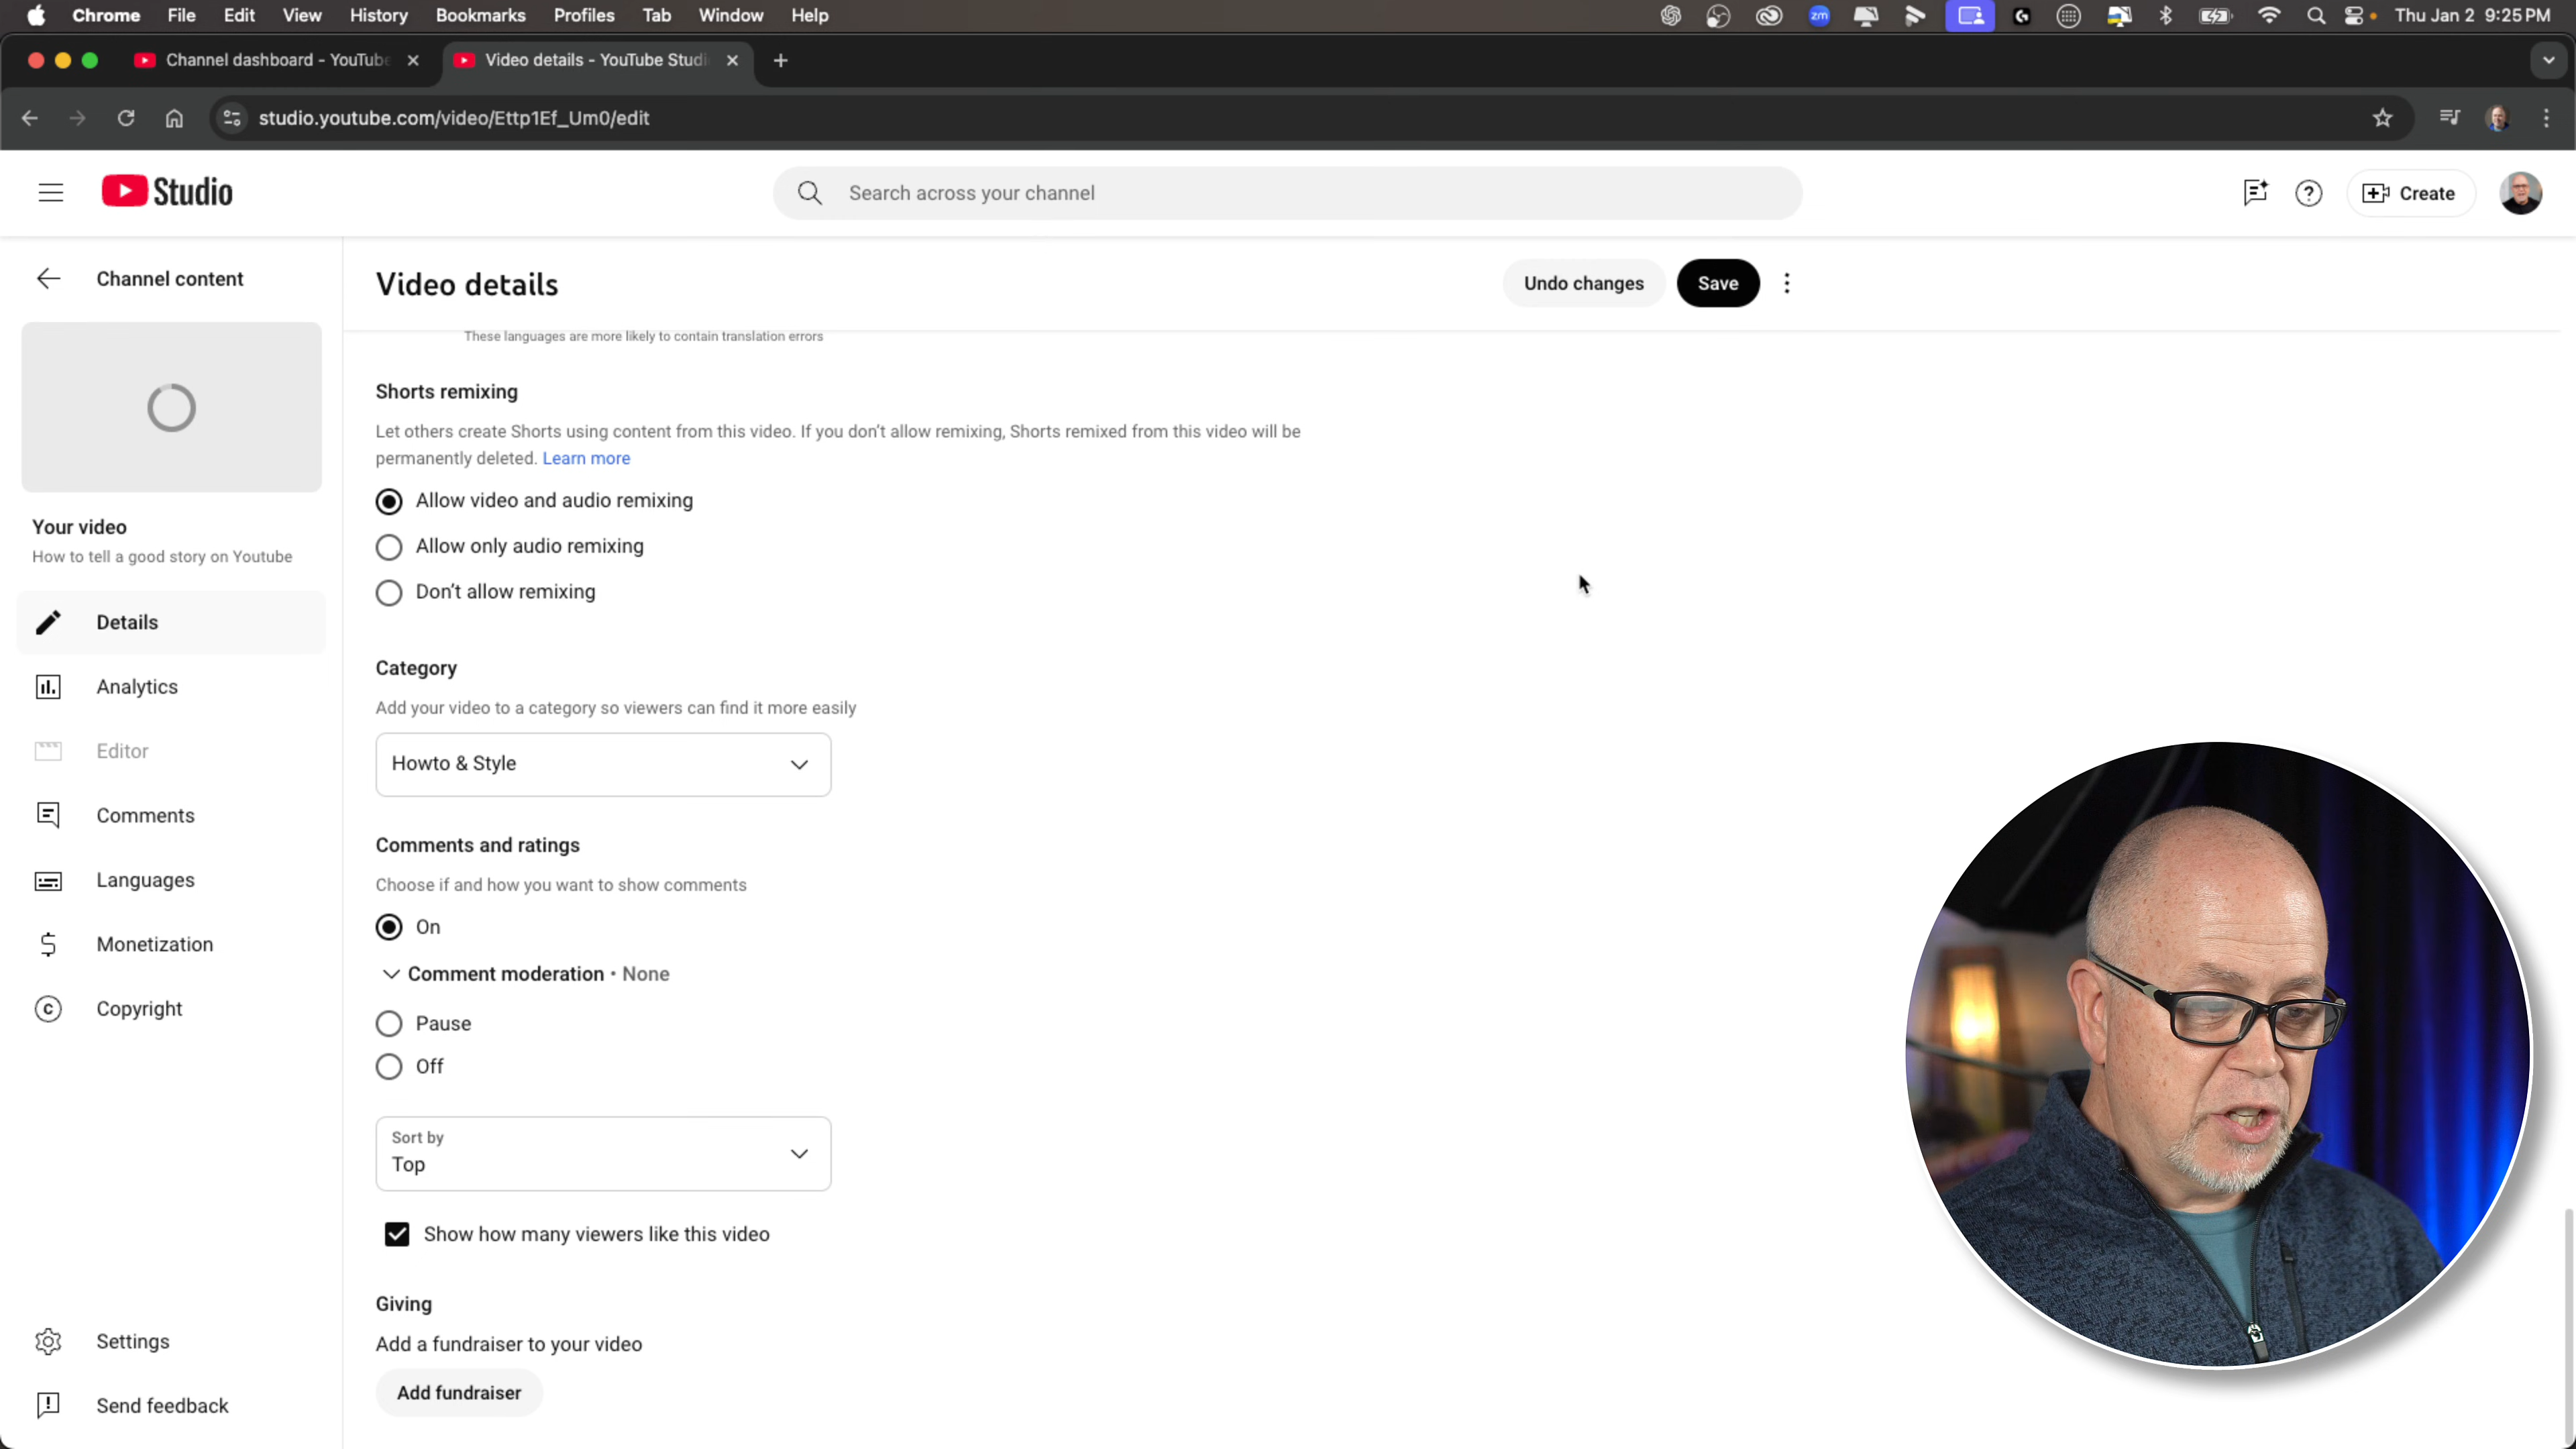 Chrome File Edit View History Bookmarks Profiles Tab Window Help
zm
Thu Jan 2 9:25 PM
Channel dashboard - YouTube
Video details - YouTube Studi
studio.youtube.com/video/Ettp1Ef_Um0/edit
Studio
Search across your channel
Create
Channel content
Your video
How to tell a good story on Youtube
Details
Analytics
Editor
Comments
Languages
Monetization
Copyright
Settings
Send feedback
Video details
Undo changes
Save
These languages are more likely to contain translation errors
Shorts remixing
Let others create Shorts using content from this video. If you don’t allow remixing, Shorts remixed from this video will be
permanently deleted. Learn more
Allow video and audio remixing
Allow only audio remixing
Don’t allow remixing
Category
Add your video to a category so viewers can find it more easily
Howto & Style
Comments and ratings
Choose if and how you want to show comments
On
Comment moderation • None
Pause
Off
Sort by
Top
Show how many viewers like this video
Giving
Add a fundraiser to your video
Add fundraiser